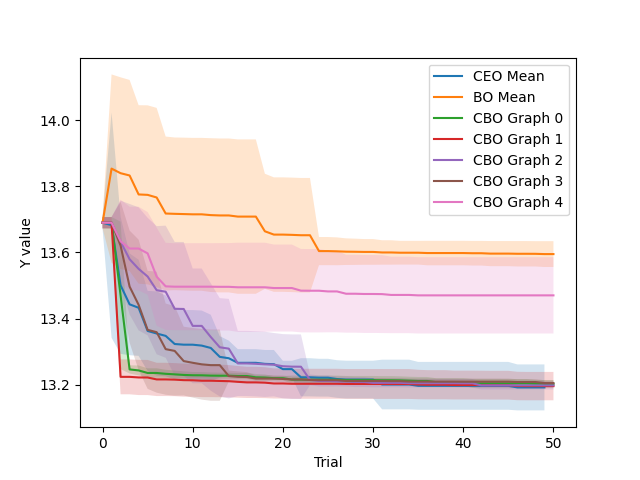 CEO Mean
BO Mean
CBO Graph 0
CBO Graph 1
CBO Graph 2
CBO Graph 3
CBO Graph 4
Y value
14.0
13.8
13.6
13.4
13.2
0 10 20 30 40 50
Trial